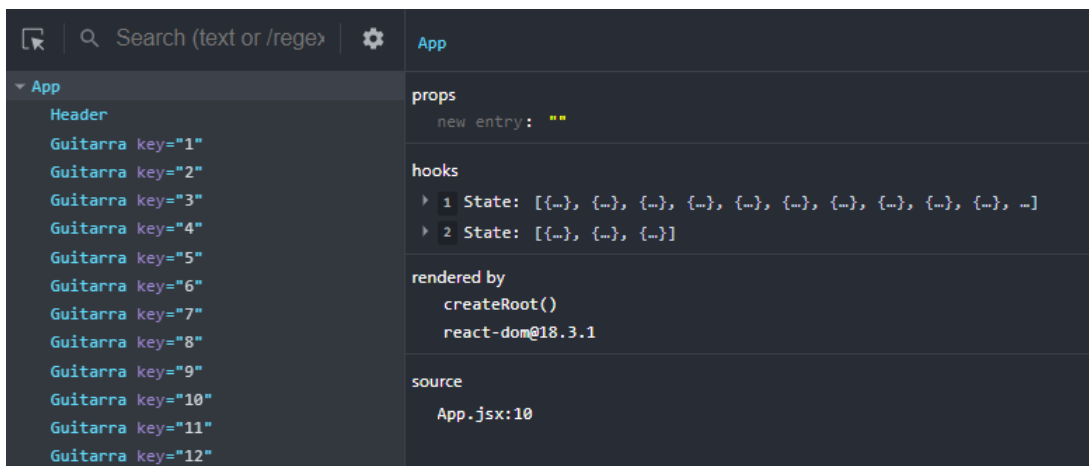 Search (text or /regex
App
Header
Guitarra key="1"
Guitarra key="2"
Guitarra key="3"
Guitarra key="4"
Guitarra key="5"
Guitarra key="6"
Guitarra key="7"
Guitarra key="8"
Guitarra key="9"
Guitarra key="10"
Guitarra key="11"
Guitarra key="12"
App
props
new entry: ""
hooks
1 State: [{…}, {…}, {…}, {…}, {…}, {…}, {…}, {…}, {…}, {…}, …]
2 State: [{…}, {…}, {…}]
rendered by
createRoot()
react-dom@18.3.1
source
App.jsx:10